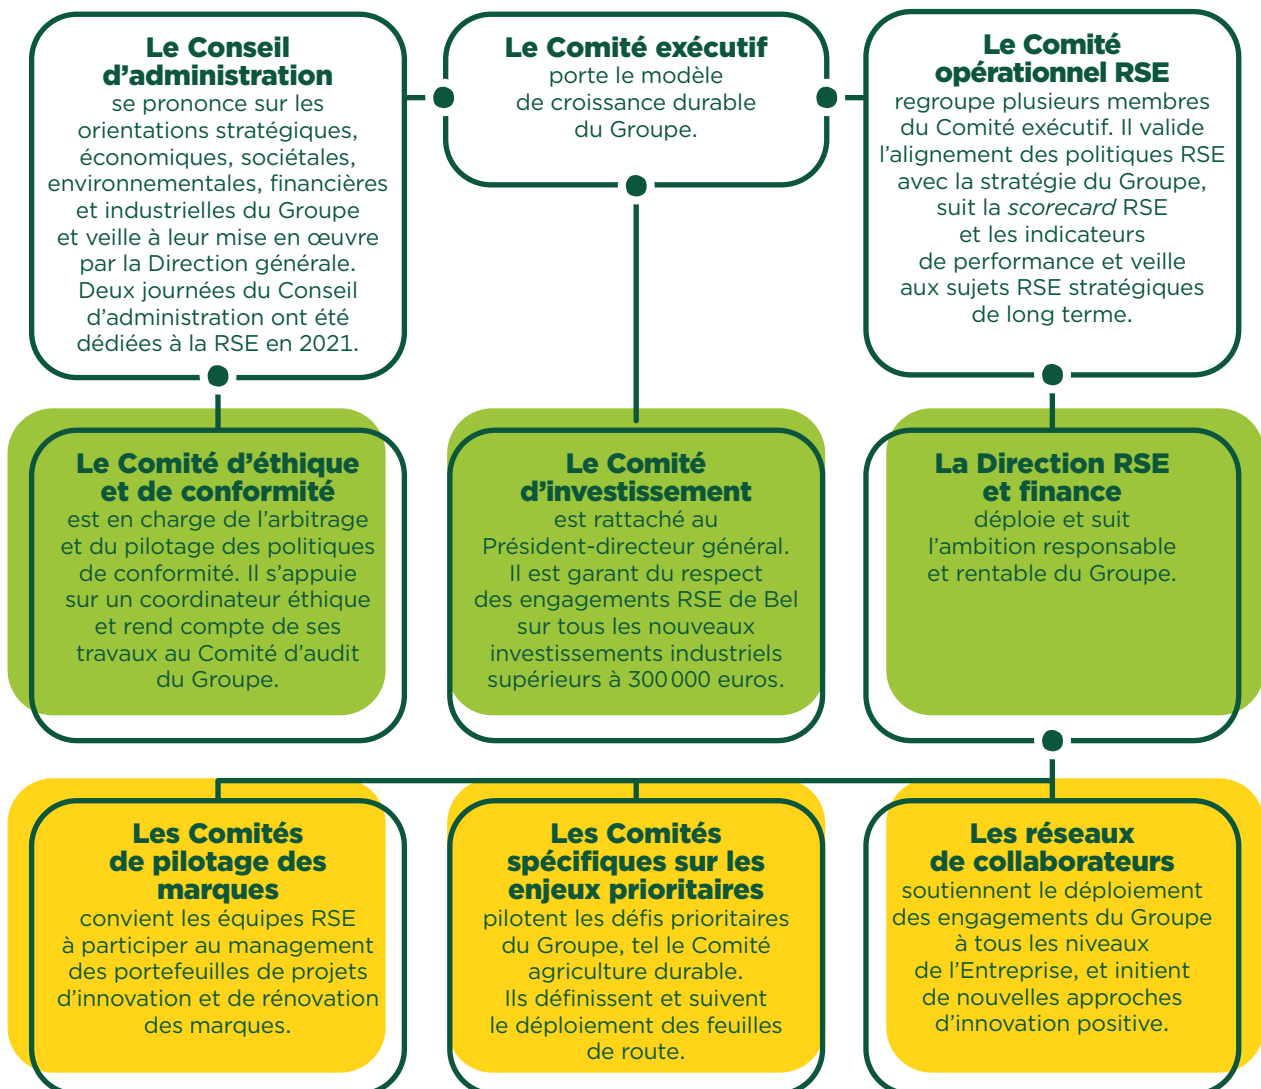 Le Conseil
d'administration
se prononce sur les
orientations stratégiques,
économiques, sociétales,
environnementales, financières
et industrielles du Groupe
et veille à leur mise en œuvre
par la Direction générale.
Deux journées du Conseil
d'administration ont été
dédiées à la RSE en 2021.
Le Comité exécutif
porte le modèle
de croissance durable
du Groupe.
Le Comité
opérationnel RSE
regroupe plusieurs membres
du Comité exécutif. Il valide
l'alignement des politiques RSE
avec la stratégie du Groupe,
suit la scorecard RSE
et les indicateurs
de performance et veille
aux sujets RSE stratégiques
de long terme.
Le Comité d'éthique
et de conformité
est en charge de l'arbitrage
et du pilotage des politiques
de conformité. Il s'appuie
sur un coordinateur éthique
et rend compte de ses
travaux au Comité d'audit
du Groupe.
Le Comité
d'investissement
est rattaché au
Président-directeur général.
Il est garant du respect
des engagements RSE de Bel
sur tous les nouveaux
investissements industriels
supérieurs à 300 000 euros.
La Direction RSE
et finance
déploie et suit
l'ambition responsable
et rentable du Groupe.
Les Comités
de pilotage des
marques
convient les équipes RSE
à participer au management
des portefeuilles de projets
d'innovation et de rénovation
des marques.
Les Comités
spécifiques sur les
enjeux prioritaires
pilotent les défis prioritaires
du Groupe, tel le Comité
agriculture durable.
Ils définissent et suivent
le déploiement des feuilles
de route.
Les réseaux
de collaborateurs
soutiennent le déploiement
des engagements du Groupe
à tous les niveaux
de l'Entreprise, et initient
de nouvelles approches
d'innovation positive.